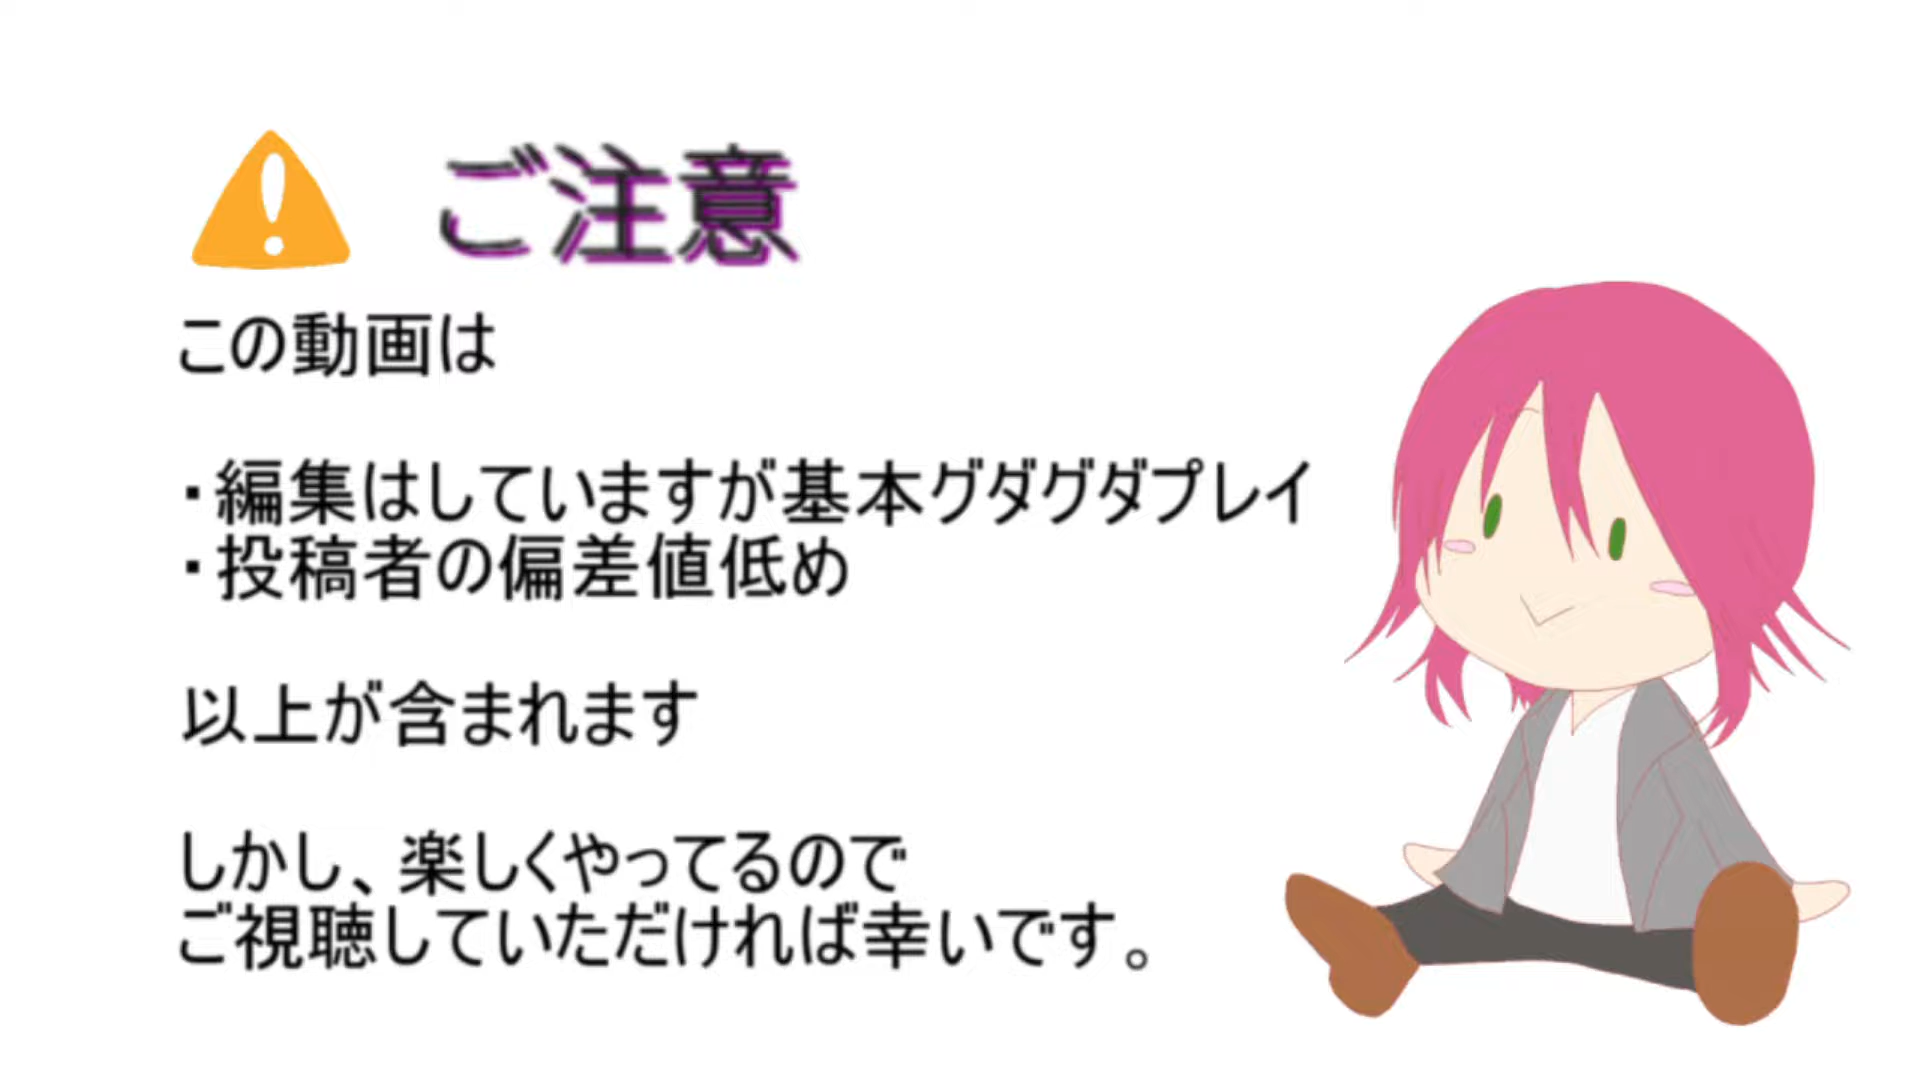 ご注意
この動画は
・編集はしていますが基本グダグダプレイ
・投稿者の偏差値低め
以上が含まれます
しかし、楽しくやってるので
ご視聴していただければ幸いです。